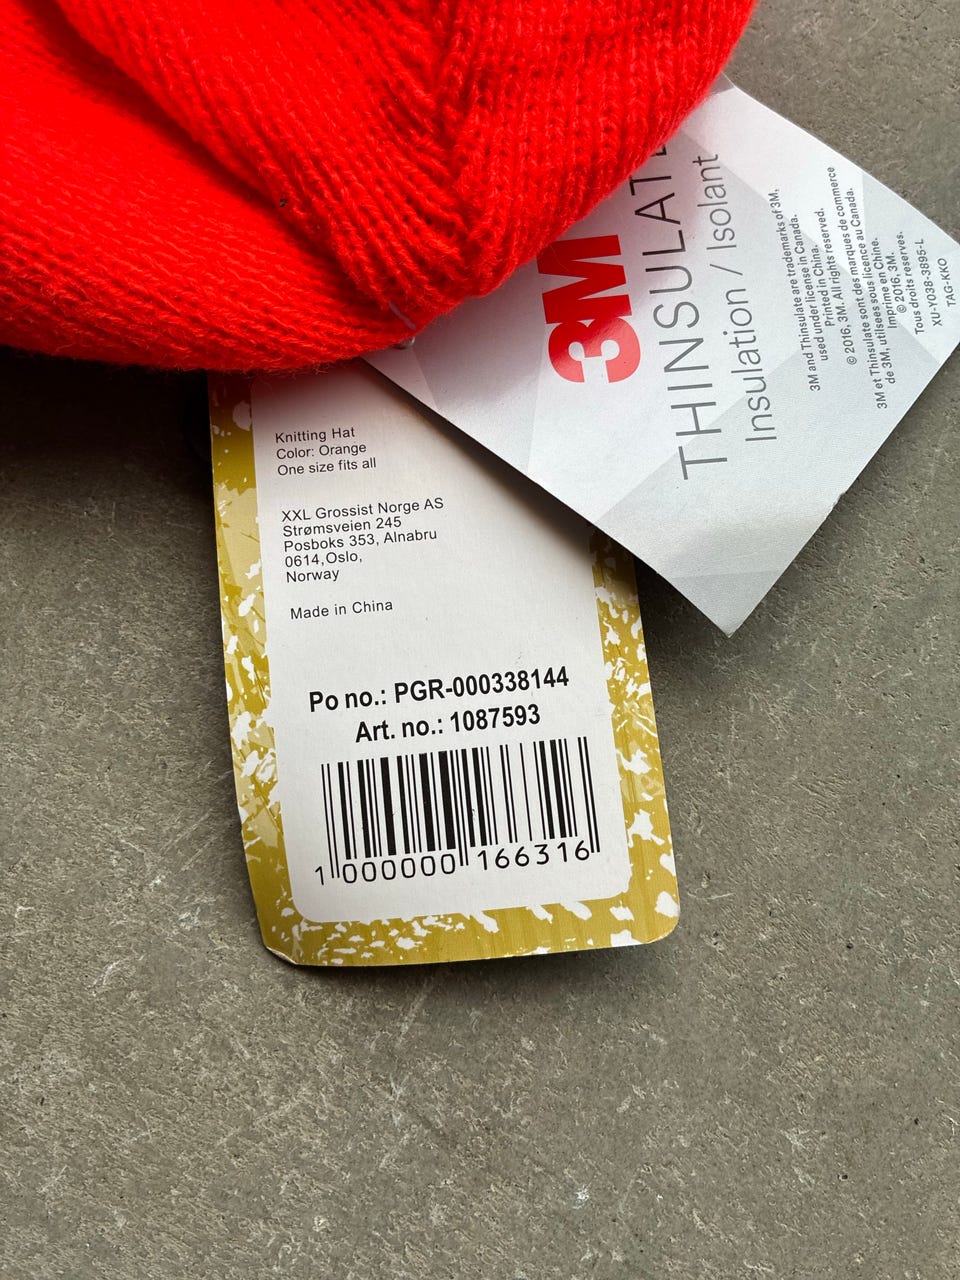 Knitting Hat
Color: Orange
One size fits all
XXL Grossist Norge AS
Strømsveien 245
Posboks 353, Alnabru
0614,Oslo,
Norway
Made in China
Po no.: PGR-000338144
Art. no.: 1087593
1 000000 166316
3M
Insulation / Isolant
3M and Thinsulate are trademarks of 3M,
used under license in Canada.
Printed in China.
© 2016, 3M. All rights reserved.
3M et Thinsulate sont des marques de commerce
de 3M, utilsees sous licence au Canada.
Imprime en Chine.
© 2016, 3M.
Tous droits reserves.
XU-Y038-3895-L
TAG-KKO